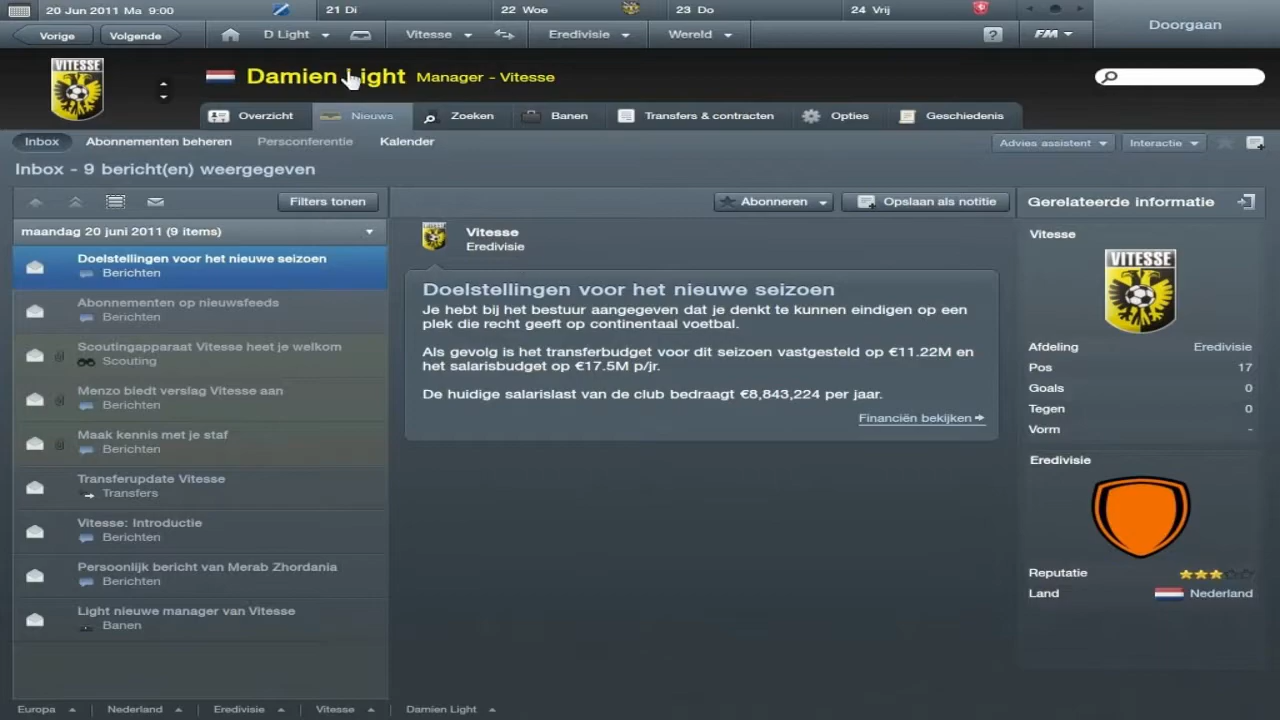 20 Jun 2011 Ma 9:00
21 Di
22 Woe
23 Do
24 Vrij
Vorige
Volgende
D Light
Vitesse
Eredivisie
Wereld
?
FM
Doorgaan
VITESSE
Damien Light
Manager - Vitesse
Overzicht
Nieuws
Zoeken
Banen
Transfers & contracten
Opties
Geschiedenis
Inbox
Abonnementen beheren
Persconferentie
Kalender
Advies assistent
Interactie
Inbox - 9 bericht(en) weergegeven
Filters tonen
Abonneren
Opslaan als notitie
Gerelateerde informatie
maandag 20 juni 2011 (9 items)
Doelstellingen voor het nieuwe seizoen
Berichten
Abonnementen op nieuwsfeeds
Berichten
Scoutingapparaat Vitesse heet je welkom
Scouting
Menzo biedt verslag Vitesse aan
Berichten
Maak kennis met je staf
Berichten
Transferupdate Vitesse
Transfers
Vitesse: Introductie
Berichten
Persoonlijk bericht van Merab Zhordania
Berichten
Light nieuwe manager van Vitesse
Banen
Vitesse
Eredivisie
Doelstellingen voor het nieuwe seizoen
Je hebt bij het bestuur aangegeven dat je denkt te kunnen eindigen op een
plek die recht geeft op continentaal voetbal.
Als gevolg is het transferbudget voor dit seizoen vastgesteld op €11.22M en
het salarisbudget op €17.5M p/jr.
De huidige salarislast van de club bedraagt €8,843,224 per jaar.
Financiën bekijken
Vitesse
VITESSE
Afdeling Eredivisie
Pos 17
Goals 0
Tegen 0
Vorm -
Eredivisie
Reputatie
Land Nederland
Europa
Nederland
Eredivisie
Vitesse
Damien Light